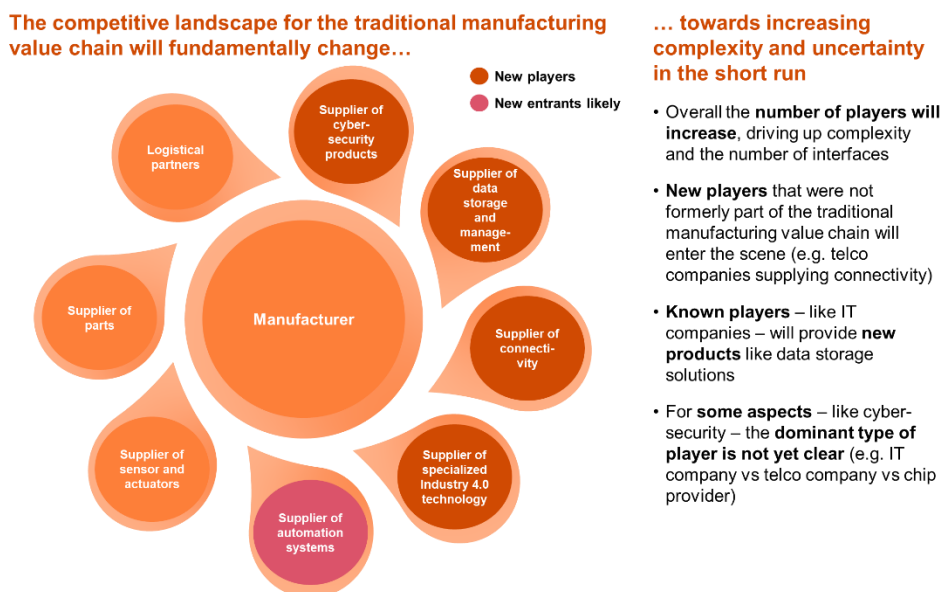 The competitive landscape for the traditional manufacturing
value chain will fundamentally change…
New players
New entrants likely
Supplier of
cyber-
security
products
Logistical
partners
Supplier
of data
storage
and
manage-
ment
Manufacturer
Supplier of
parts
Supplier of
connecti-
vity
Supplier of
sensor and
actuators
Supplier of
specialized
Industry 4.0
technology
Supplier of
automation
systems
… towards increasing
complexity and uncertainty
in the short run
• Overall the number of players will
increase, driving up complexity
and the number of interfaces
• New players that were not
formerly part of the traditional
manufacturing value chain will
enter the scene (e.g. telco
companies supplying connectivity)
• Known players – like IT
companies – will provide new
products like data storage
solutions
• For some aspects – like cyber-
security – the dominant type of
player is not yet clear (e.g. IT
company vs telco company vs chip
provider)